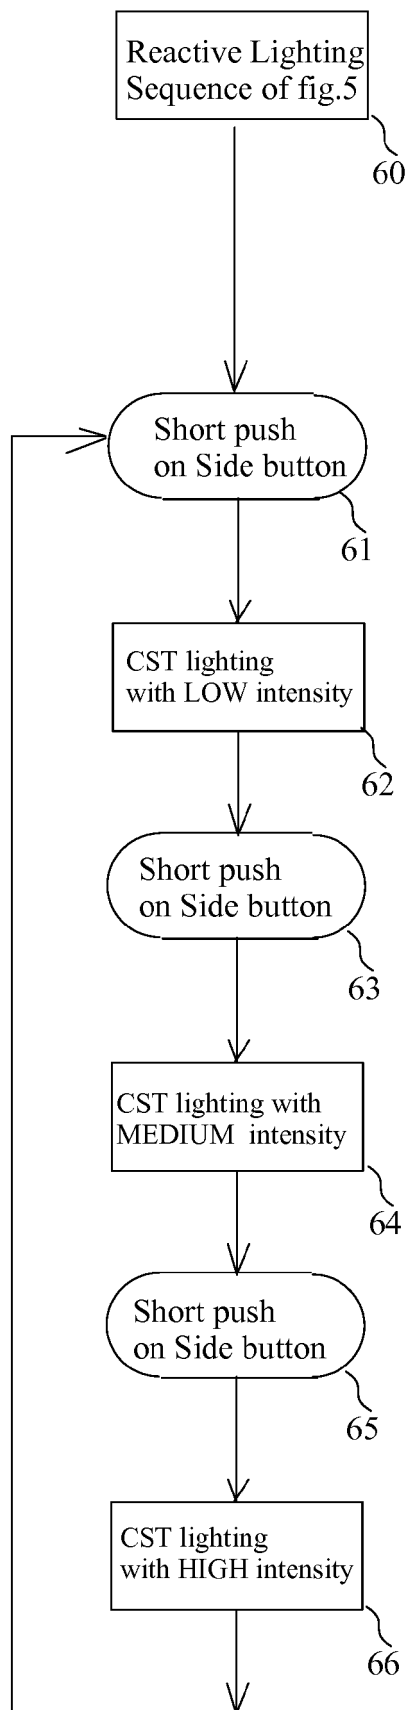 Reactive Lighting
Sequence of fig.5
60
Short push
on Side button
61
CST lighting
with LOW intensity
62
Short push
on Side button
63
CST lighting with
MEDIUM intensity
64
Short push
on Side button
65
CST lighting
with HIGH intensity
66